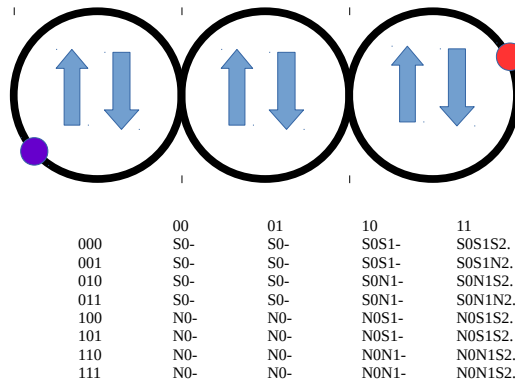 00 01 10 11
000 S0- S0- S0S1- S0S1S2.
001 S0- S0- S0S1- S0S1N2.
010 S0- S0- S0N1- S0N1S2.
011 S0- S0- S0N1- S0N1N2.
100 N0- N0- N0S1- N0S1S2.
101 N0- N0- N0S1- N0S1S2.
110 N0- N0- N0N1- N0N1S2.
111 N0- N0- N0N1- N0N1S2.